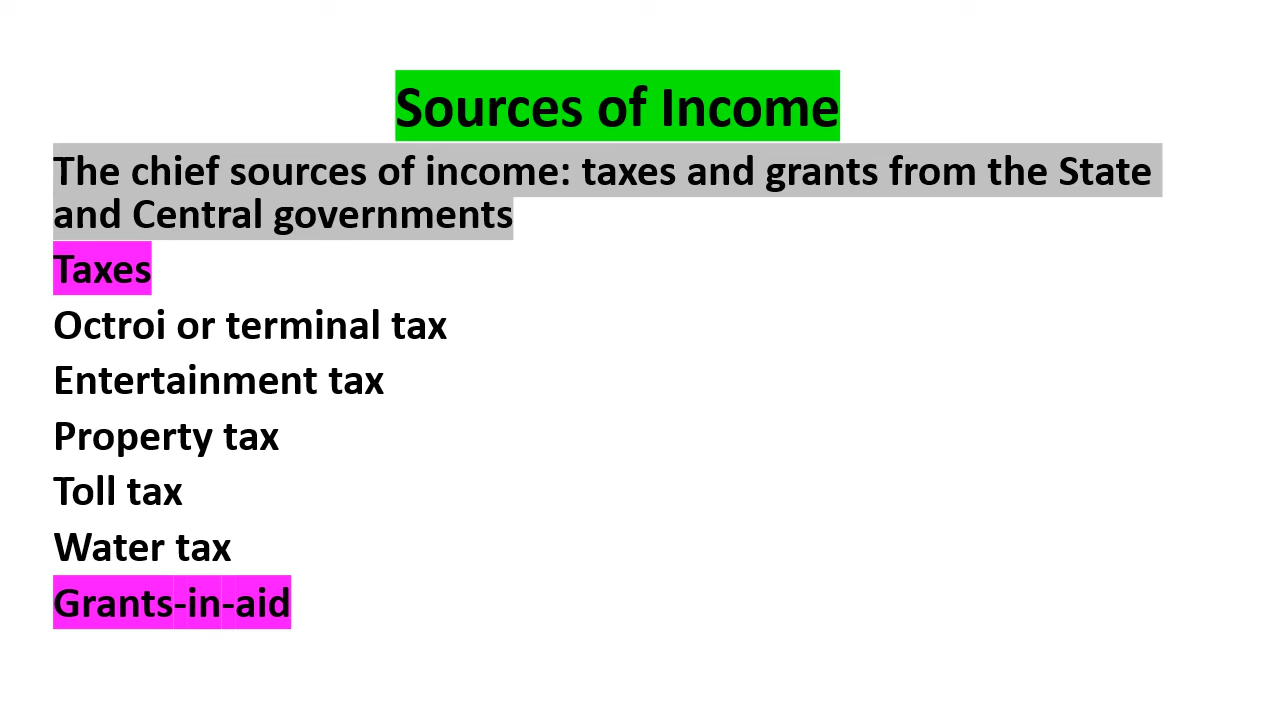 Sources of Income
The chief sources of income: taxes and grants from the State
and Central governments
Taxes
Octroi or terminal tax
Entertainment tax
Property tax
Toll tax
Water tax
Grants-in-aid